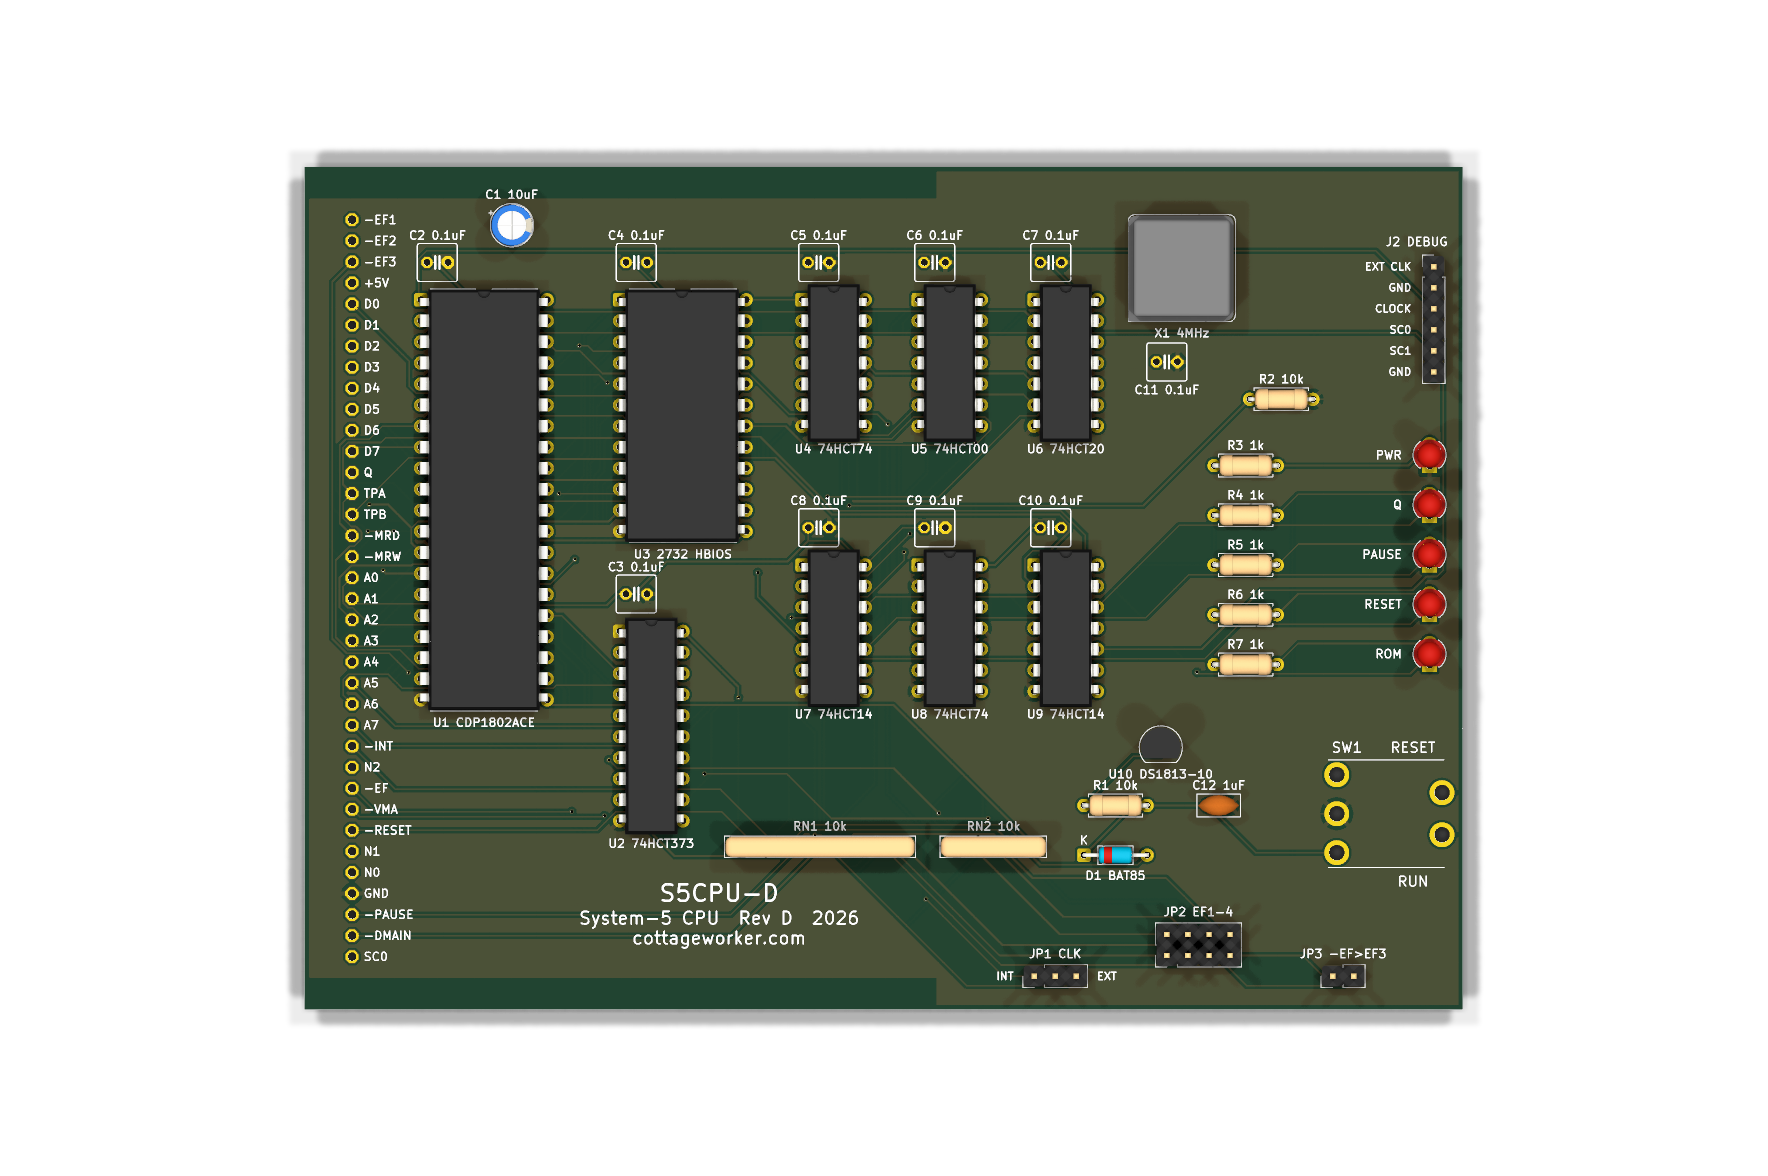 C1 10uF
-EF1
-EF2
-EF3
+5V
D0
D1
D2
D3
D4
D5
D6
D7
Q
TPA
TPB
-MRD
-MRW
A0
A1
A2
A3
A4
A5
A6
A7
-INT
N2
-EF
-VMA
-RESET
N1
N0
GND
-PAUSE
-DMAIN
SC0
C2 0.1uF
C4 0.1uF
C5 0.1uF
C6 0.1uF
C7 0.1uF
J2 DEBUG
EXT CLK
GND
CLOCK
SC0
SC1
GND
X1 4MHz
C11 0.1uF
R2 10k
U4 74HCT74
U5 74HCT00
U6 74HCT20
R3 1k
PWR
R4 1k
Q
C8 0.1uF
C9 0.1uF
C10 0.1uF
R5 1k
PAUSE
U3 2732 HBIOS
C3 0.1uF
R6 1k
RESET
R7 1k
ROM
U1 CDP1802ACE
U7 74HCT14
U8 74HCT74
U9 74HCT14
SW1 RESET
U10 DS1813-10
R1 10k
C12 1uF
RN1 10k
RN2 10k
U2 74HCT373
K
D1 BAT85
RUN
S5CPU-D
System-5 CPU Rev D 2026
cottageworker.com
JP2 EF1-4
JP1 CLK
INT
EXT
JP3 -EF>EF3